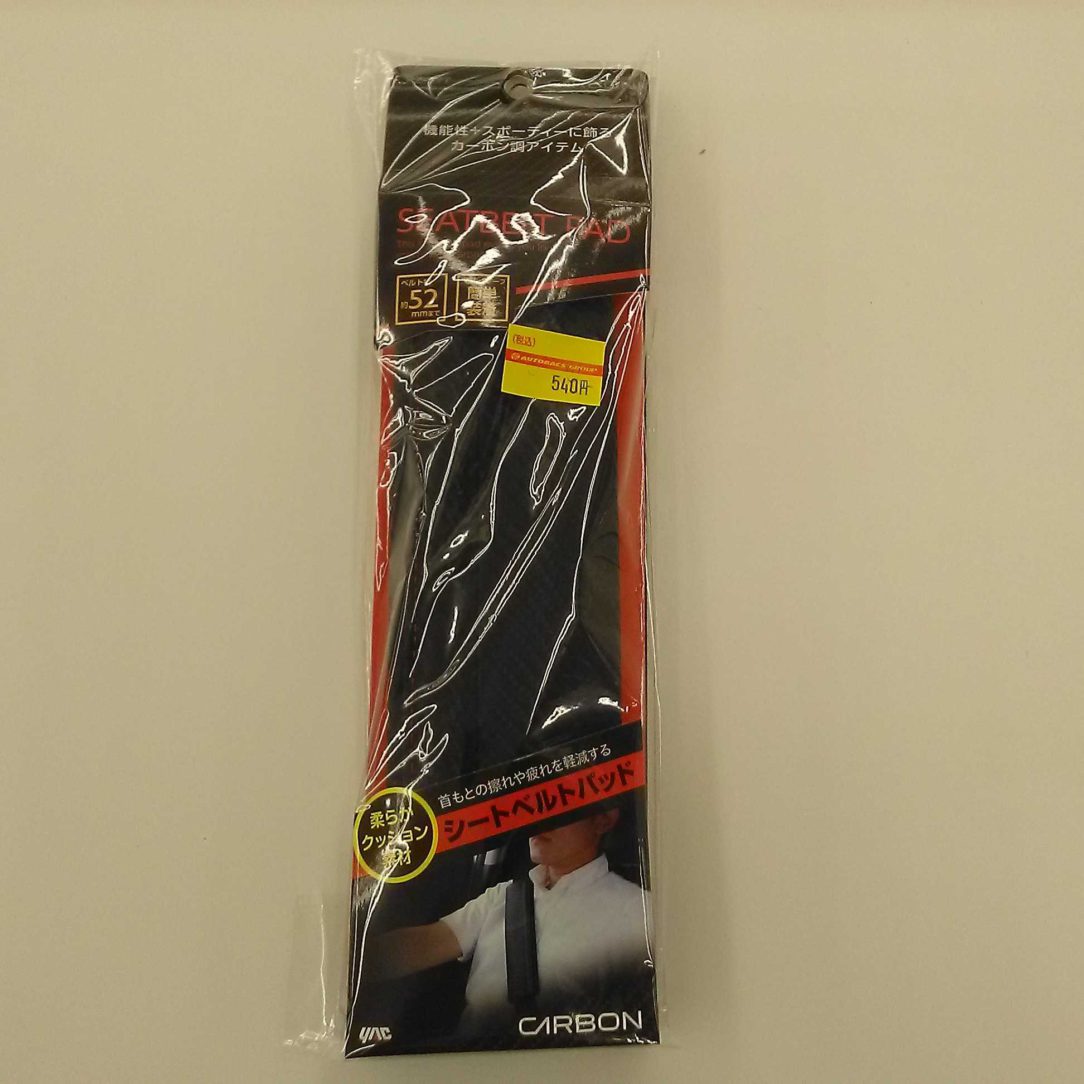 機能性+スポーティーに飾る
カーボン調アイテム
SEATBELT PAD
ベルト
約52
mmまで
簡単
装着
(税込)
AUTOBACS GROUP
540円
首もとの擦れや疲れを軽減する
シートベルトパッド
柔らか
クッション
素材
YAC
CARBON